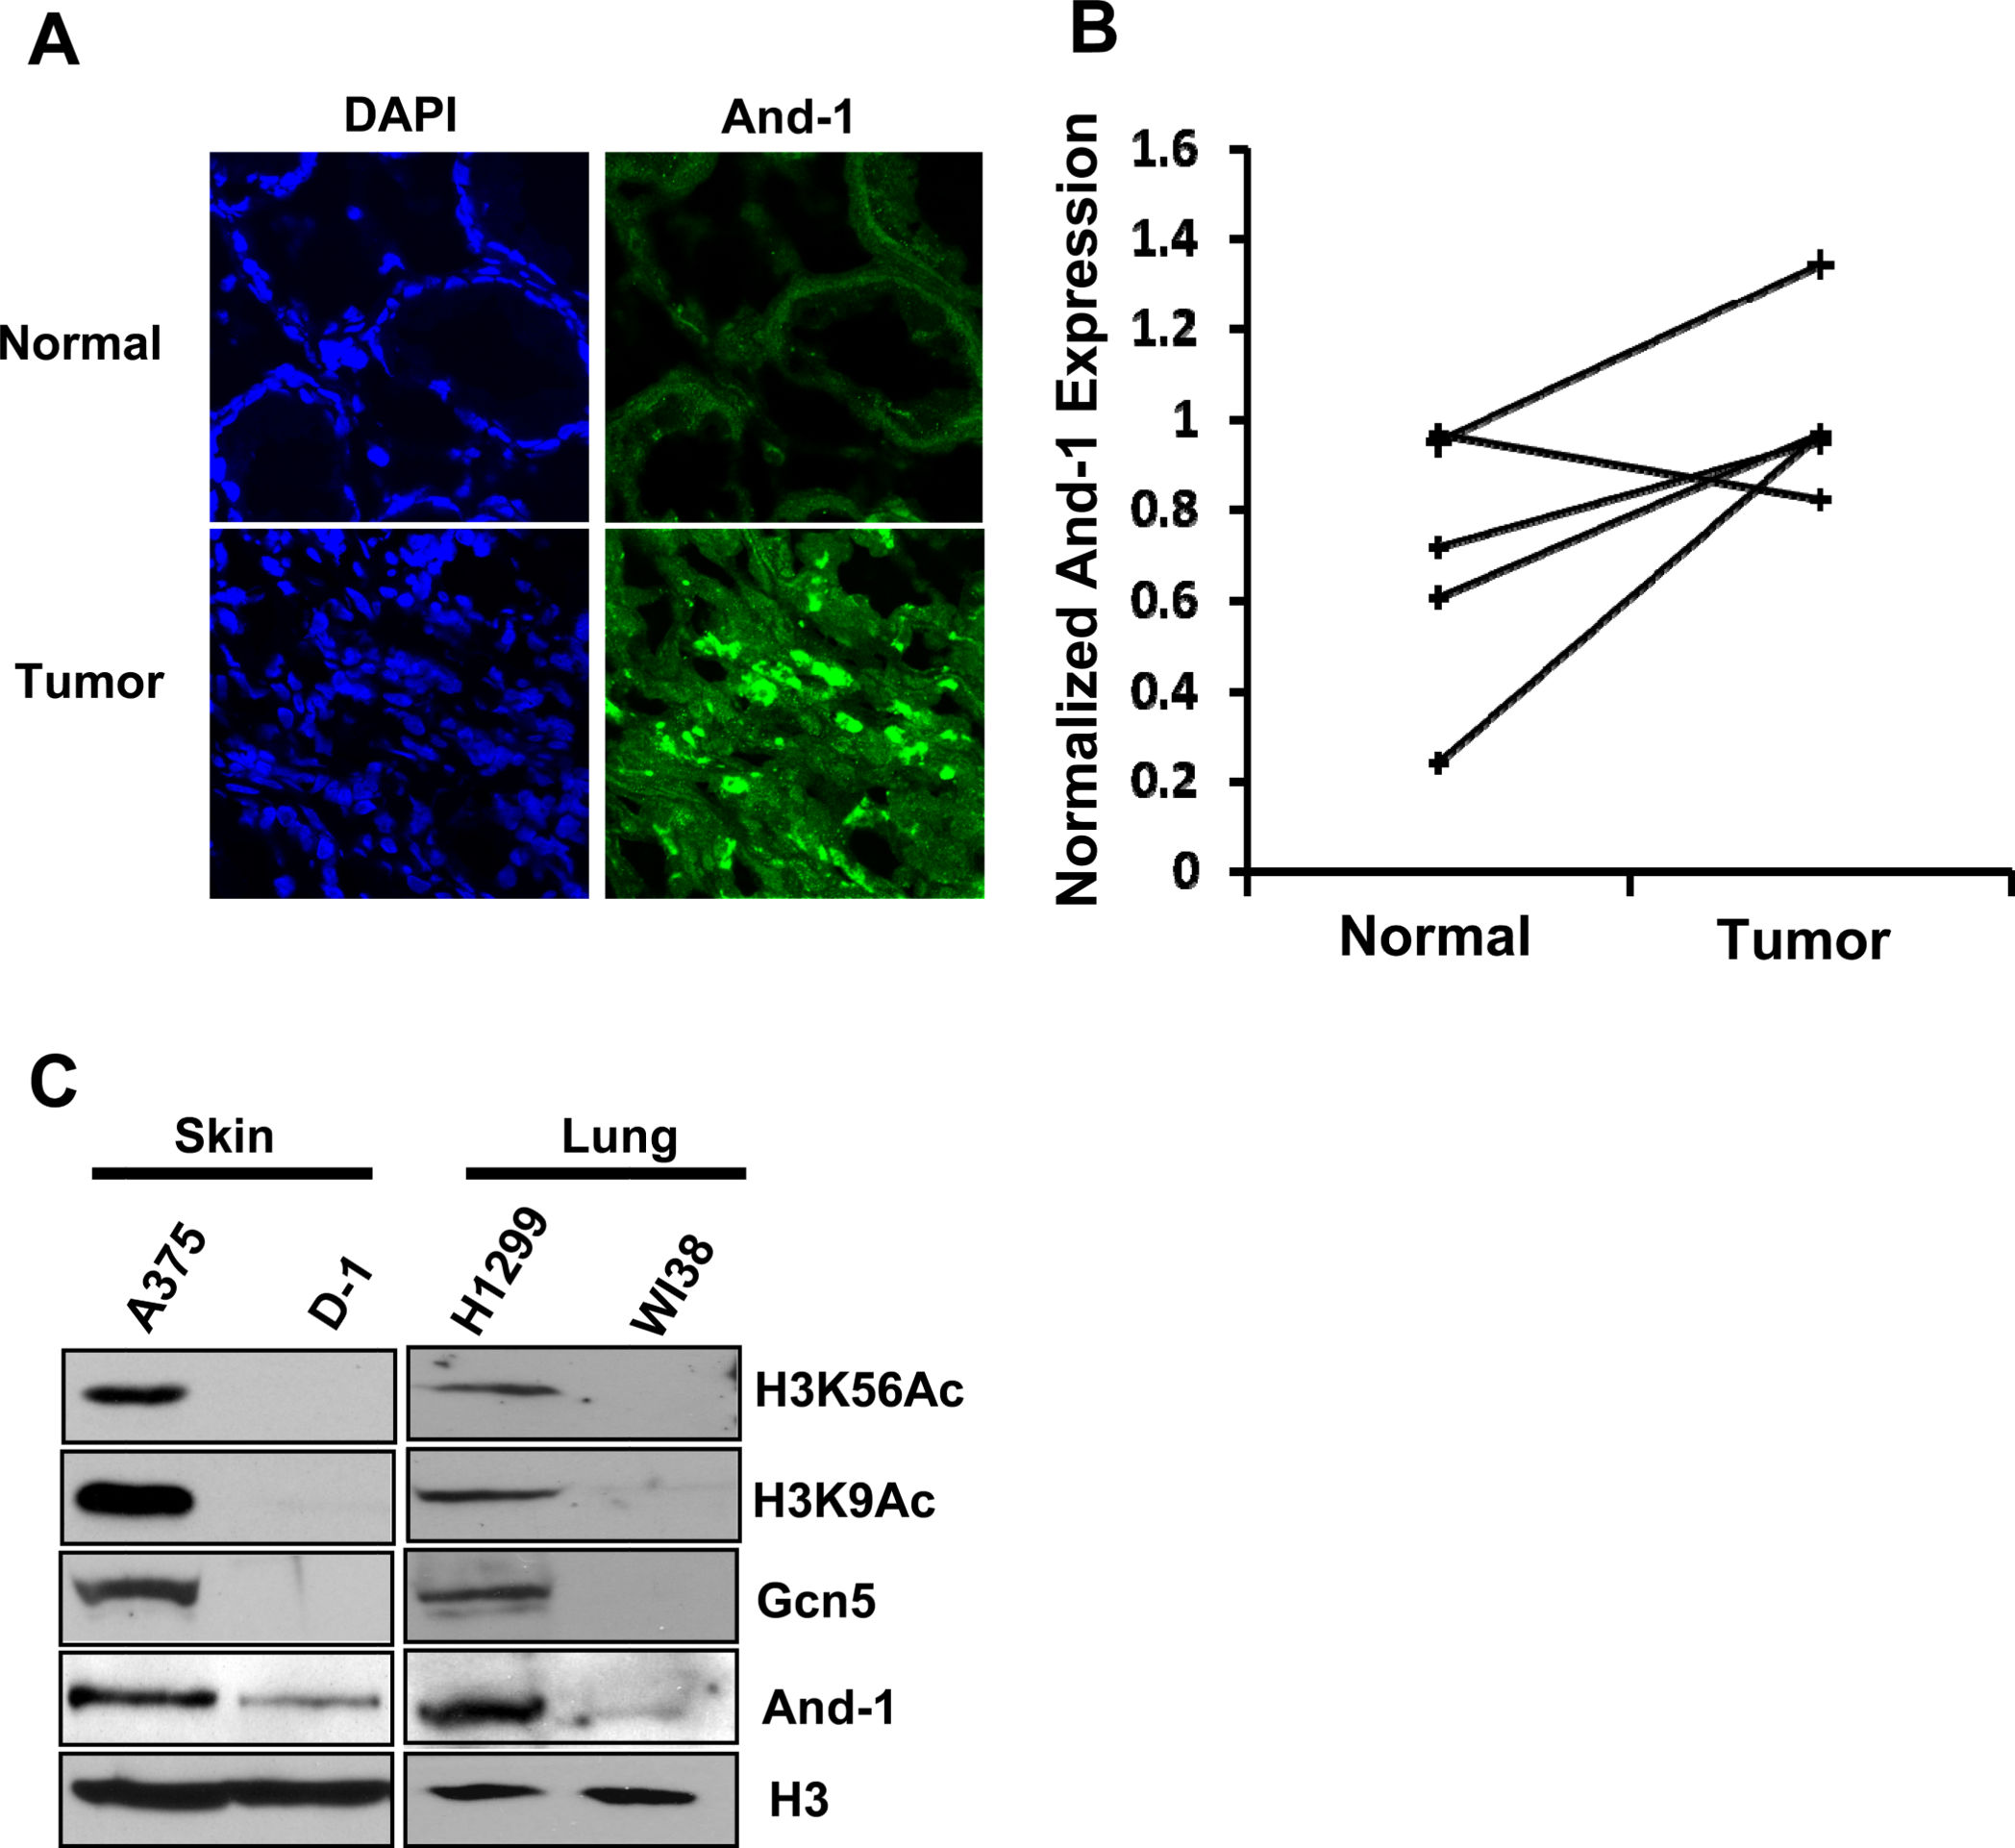 A
DAPI And-1
Normal
Tumor
B
Normalized And-1 Expression
1.6
1.4
1.2
1
0.8
0.6
0.4
0.2
0
Normal Tumor
C
Skin Lung
A375 D-1 H1299 WI38
H3K56Ac
H3K9Ac
Gcn5
And-1
H3